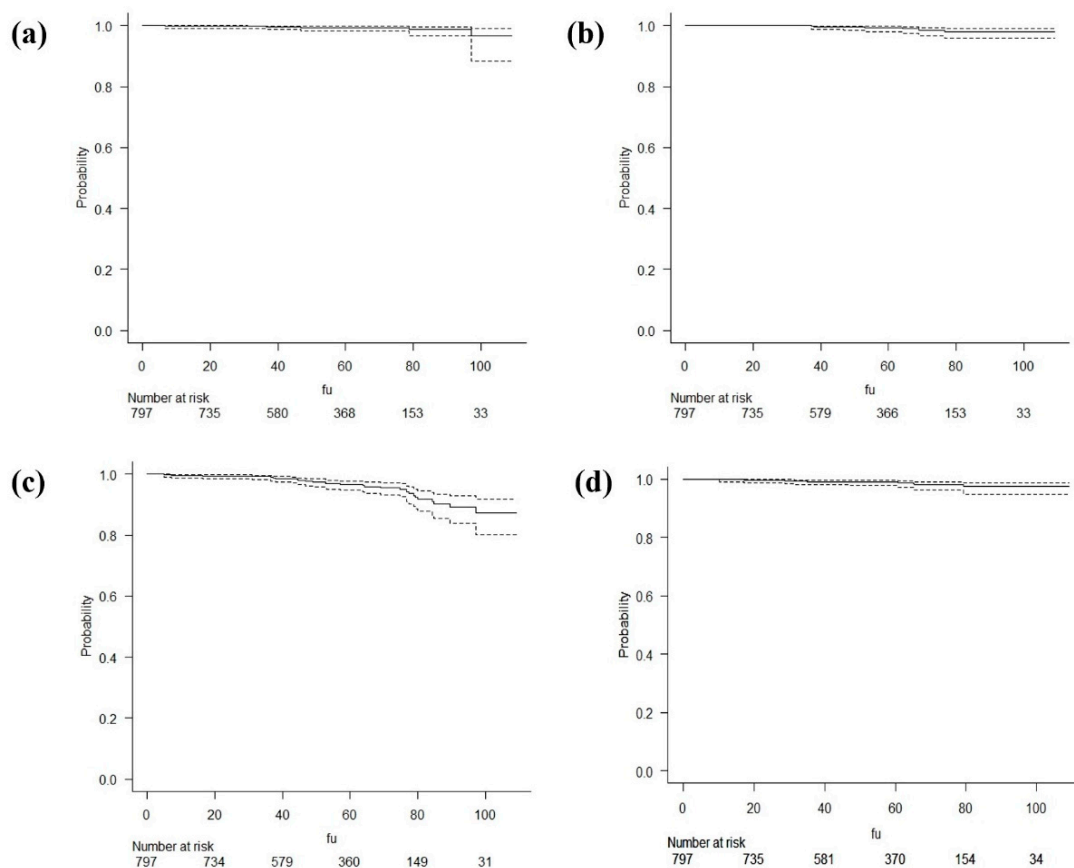 (a)
1.0
0.8
0.6
0.4
0.2
0.0
Probability
0 20 40 60 80 100
fu
Number at risk
797 735 580 368 153 33
(b)
1.0
0.8
0.6
0.4
0.2
0.0
Probability
0 20 40 60 80 100
fu
Number at risk
797 735 579 366 153 33
(c)
1.0
0.8
0.6
0.4
0.2
0.0
Probability
0 20 40 60 80 100
fu
Number at risk
797 734 579 360 149 31
(d)
1.0
0.8
0.6
0.4
0.2
0.0
Probability
0 20 40 60 80 100
fu
Number at risk
797 735 581 370 154 34